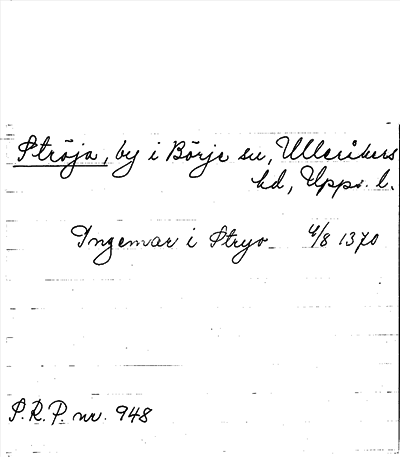 Ströja, by i Börje sn, Ulleråkers
hd, Upps. l.
Ingemar i Stryo 4/8 1370
S.R.P. nr. 948